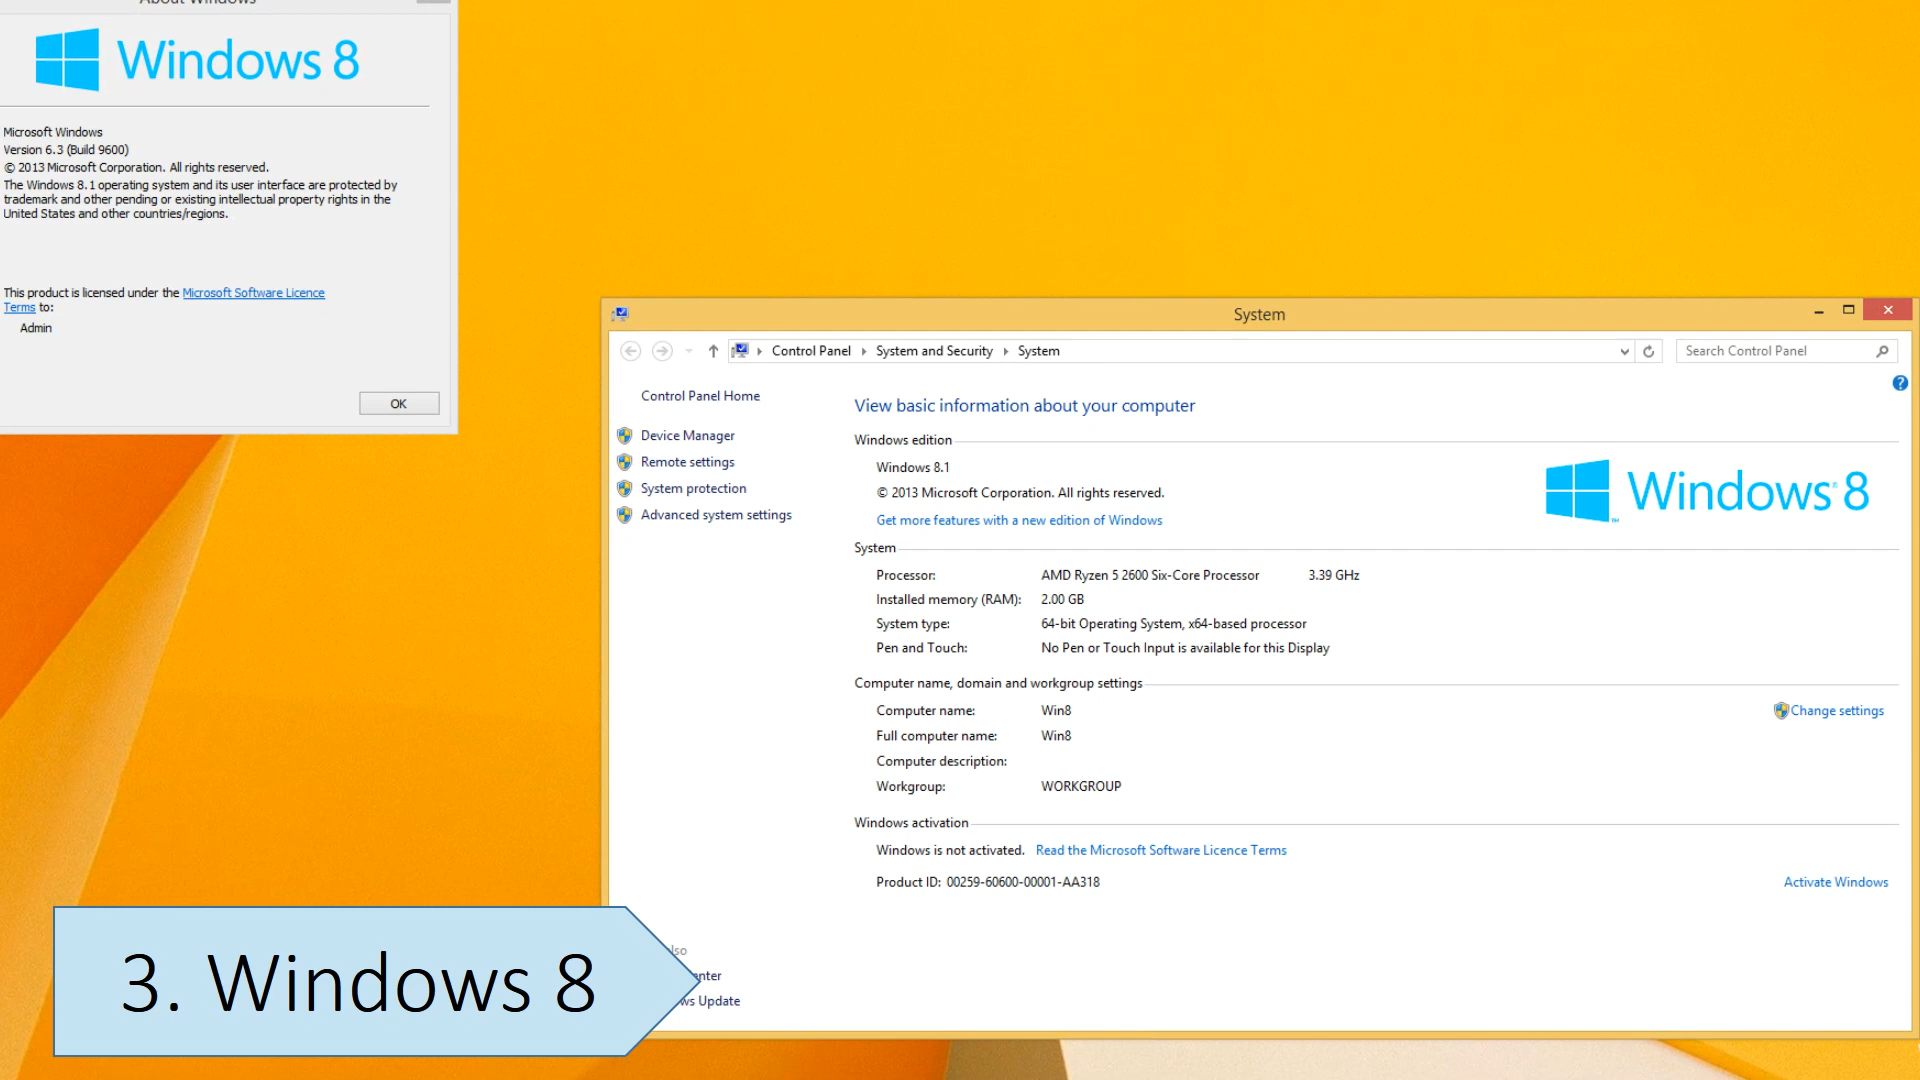 About Windows
Windows 8
Microsoft Windows
Version 6.3 (Build 9600)
© 2013 Microsoft Corporation. All rights reserved.
The Windows 8.1 operating system and its user interface are protected by
trademark and other pending or existing intellectual property rights in the
United States and other countries/regions.
This product is licensed under the Microsoft Software Licence
Terms to:
Admin
OK
System
Control Panel System and Security System
Search Control Panel
Control Panel Home
Device Manager
Remote settings
System protection
Advanced system settings
View basic information about your computer
Windows edition
Windows 8.1
© 2013 Microsoft Corporation. All rights reserved.
Get more features with a new edition of Windows
Windows® 8
System
Processor: AMD Ryzen 5 2600 Six-Core Processor 3.39 GHz
Installed memory (RAM): 2.00 GB
System type: 64-bit Operating System, x64-based processor
Pen and Touch: No Pen or Touch Input is available for this Display
Computer name, domain and workgroup settings
Computer name: Win8
Change settings
Full computer name: Win8
Computer description:
Workgroup: WORKGROUP
Windows activation
Windows is not activated. Read the Microsoft Software Licence Terms
Product ID: 00259-60600-00001-AA318
Activate Windows
Update
3. Windows 8